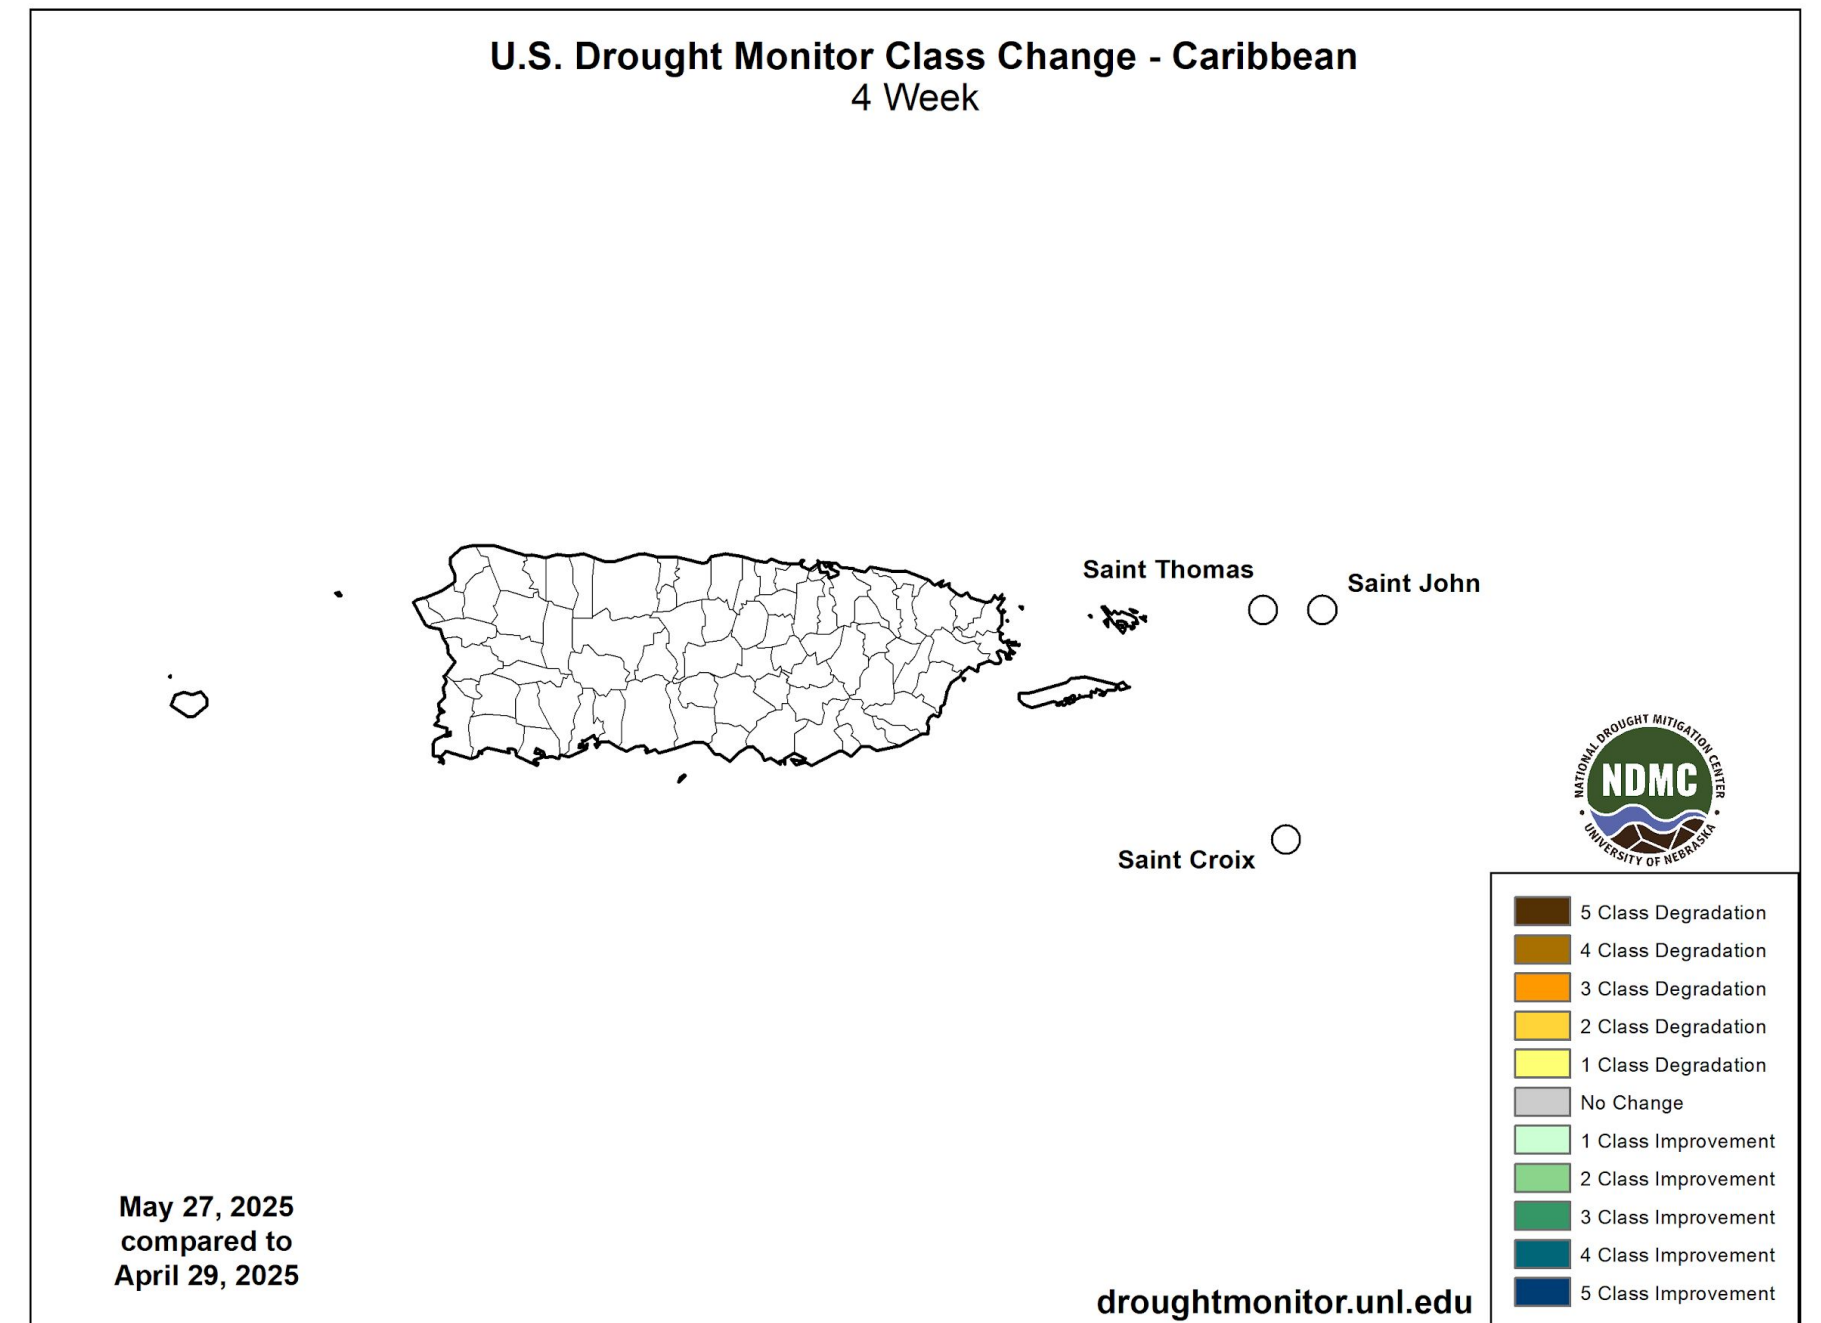 U.S. Drought Monitor Class Change - Caribbean
4 Week
Saint Thomas
Saint John
Saint Croix
NATIONAL DROUGHT MITIGATION CENTER
NDMC
UNIVERSITY OF NEBRASKA
5 Class Degradation
4 Class Degradation
3 Class Degradation
2 Class Degradation
1 Class Degradation
No Change
1 Class Improvement
2 Class Improvement
3 Class Improvement
4 Class Improvement
5 Class Improvement
May 27, 2025
compared to
April 29, 2025
droughtmonitor.unl.edu